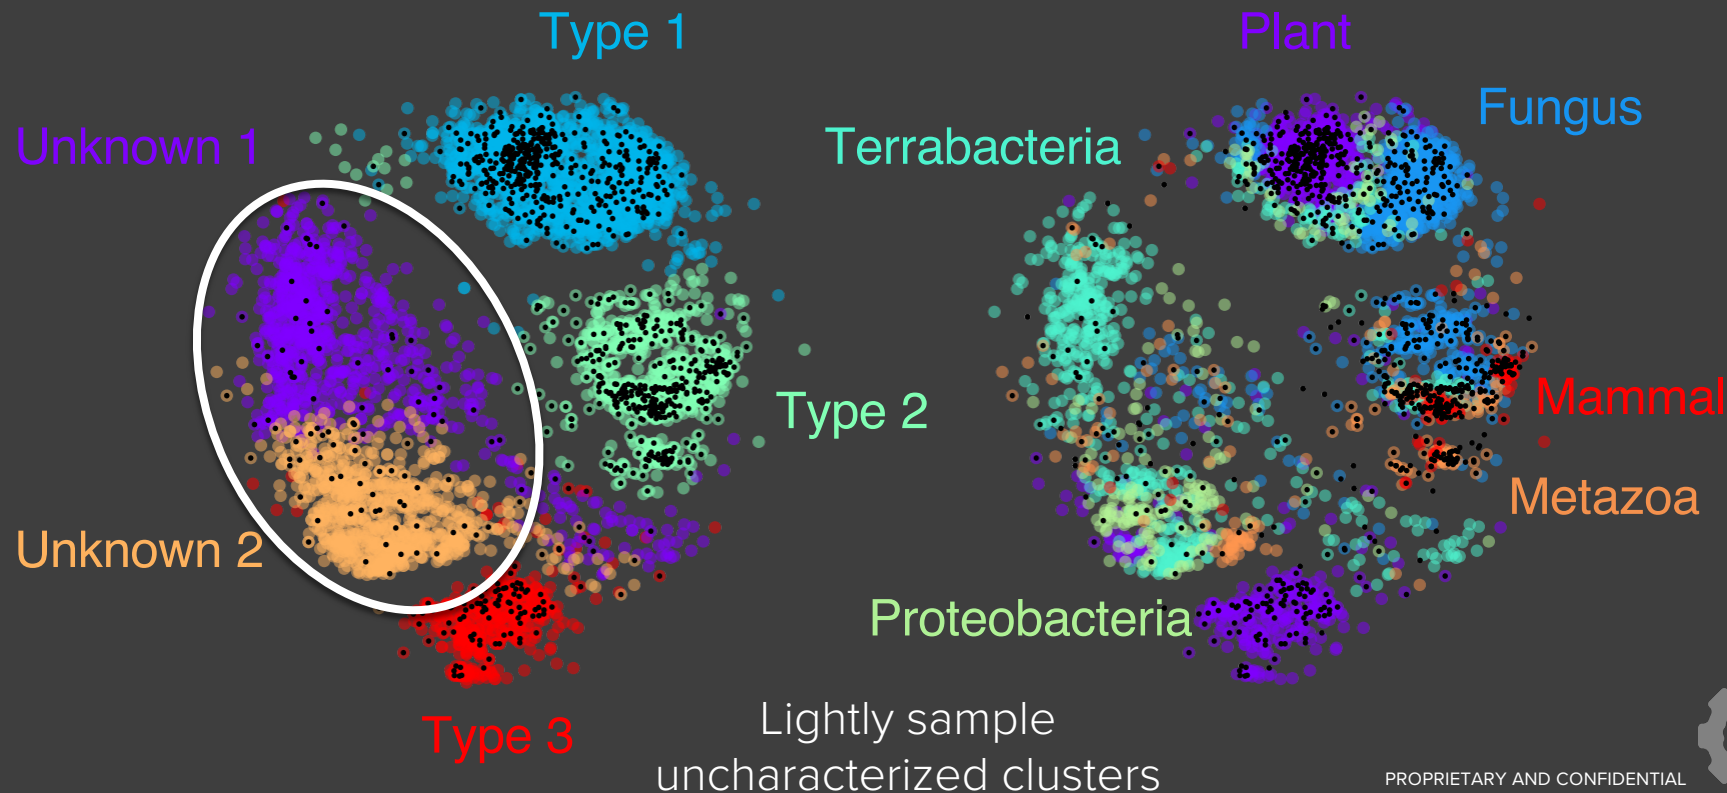 Type 1
Plant
Fungus
Unknown 1
Terrabacteria
Type 2
Mammal
Metazoa
Unknown 2
Proteobacteria
Type 3
Lightly sample
uncharacterized clusters
PROPRIETARY AND CONFIDENTIAL